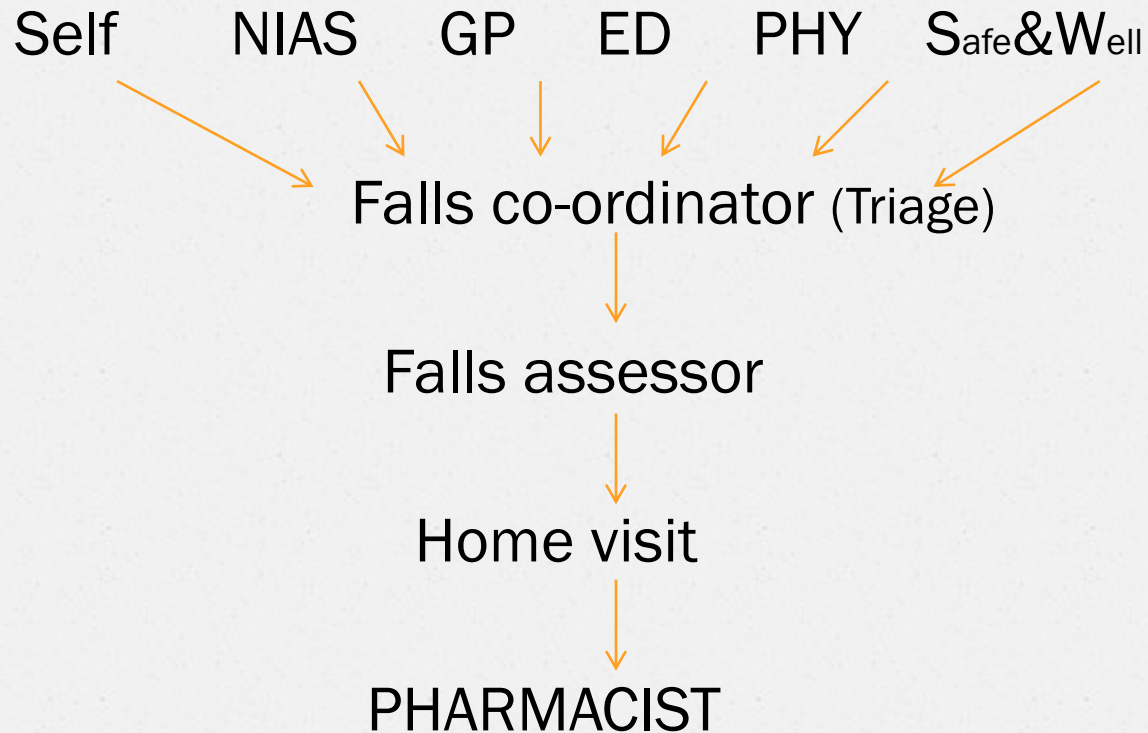 Self NIAS GP ED PHY Safe&Well
Falls co-ordinator (Triage)
Falls assessor
Home visit
PHARMACIST